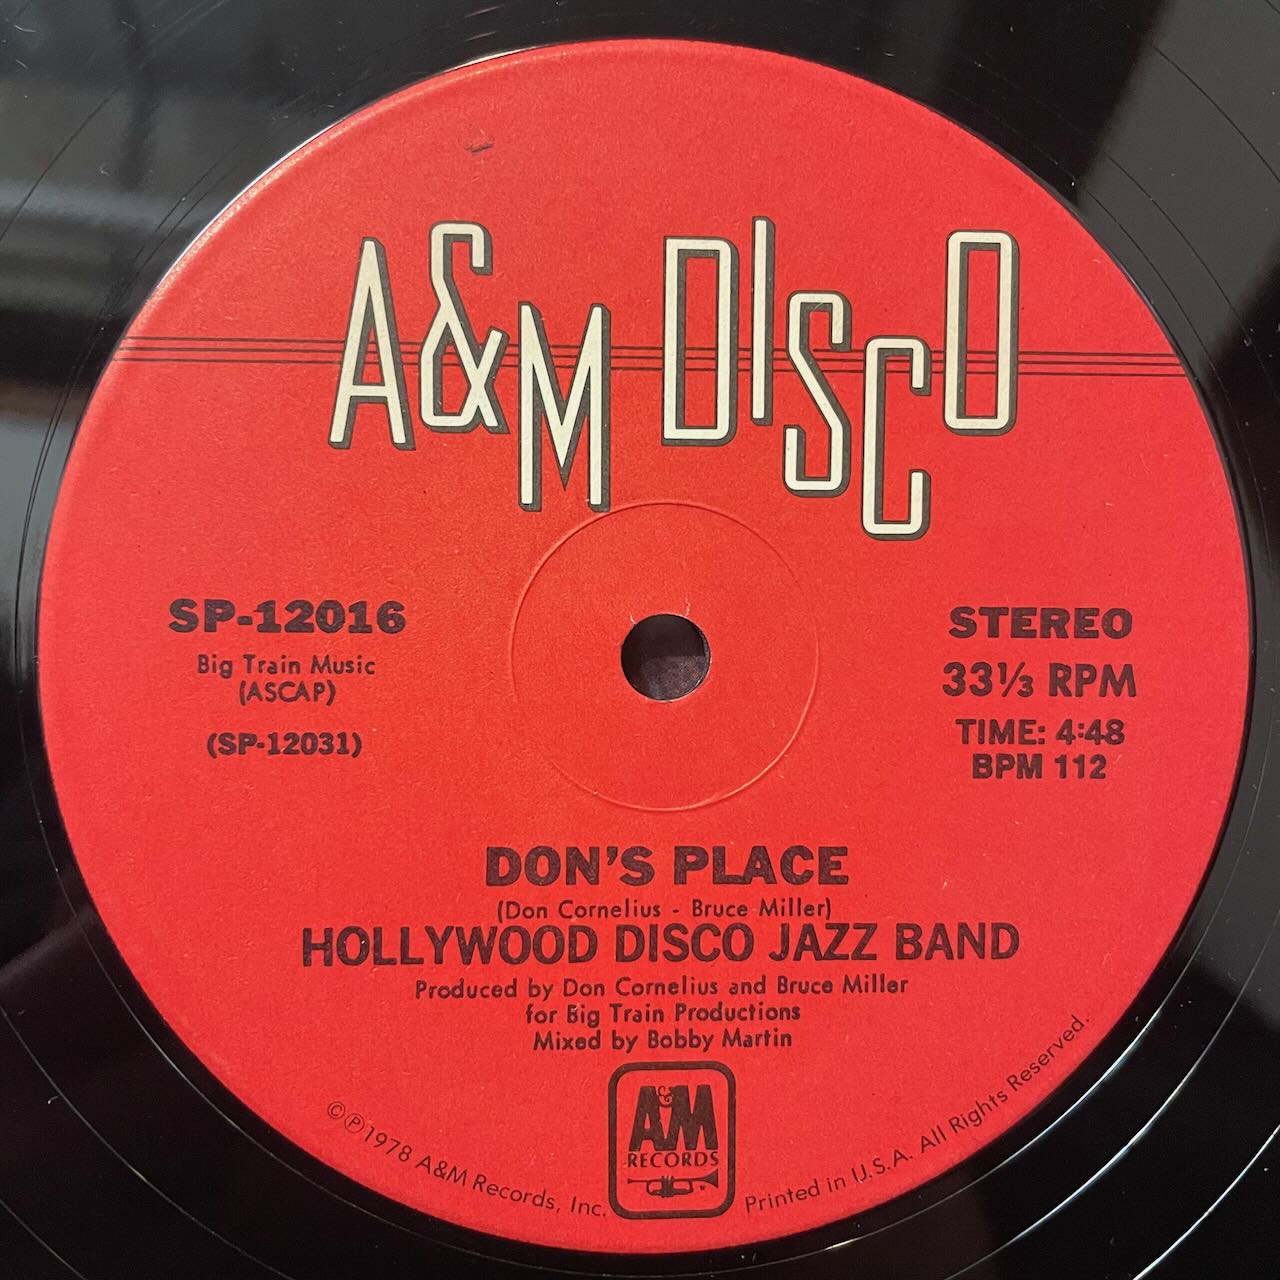 A&M DISCO
SP-12016
Big Train Music
(ASCAP)
(SP-12031)
STEREO
33⅓ RPM
TIME: 4:48
BPM 112
DON'S PLACE
(Don Cornelius - Bruce Miller)
HOLLYWOOD DISCO JAZZ BAND
Produced by Don Cornelius and Bruce Miller
for Big Train Productions
Mixed by Bobby Martin
A&M
RECORDS
©℗1978 A&M Records, Inc.
Printed in U.S.A. All Rights Reserved.